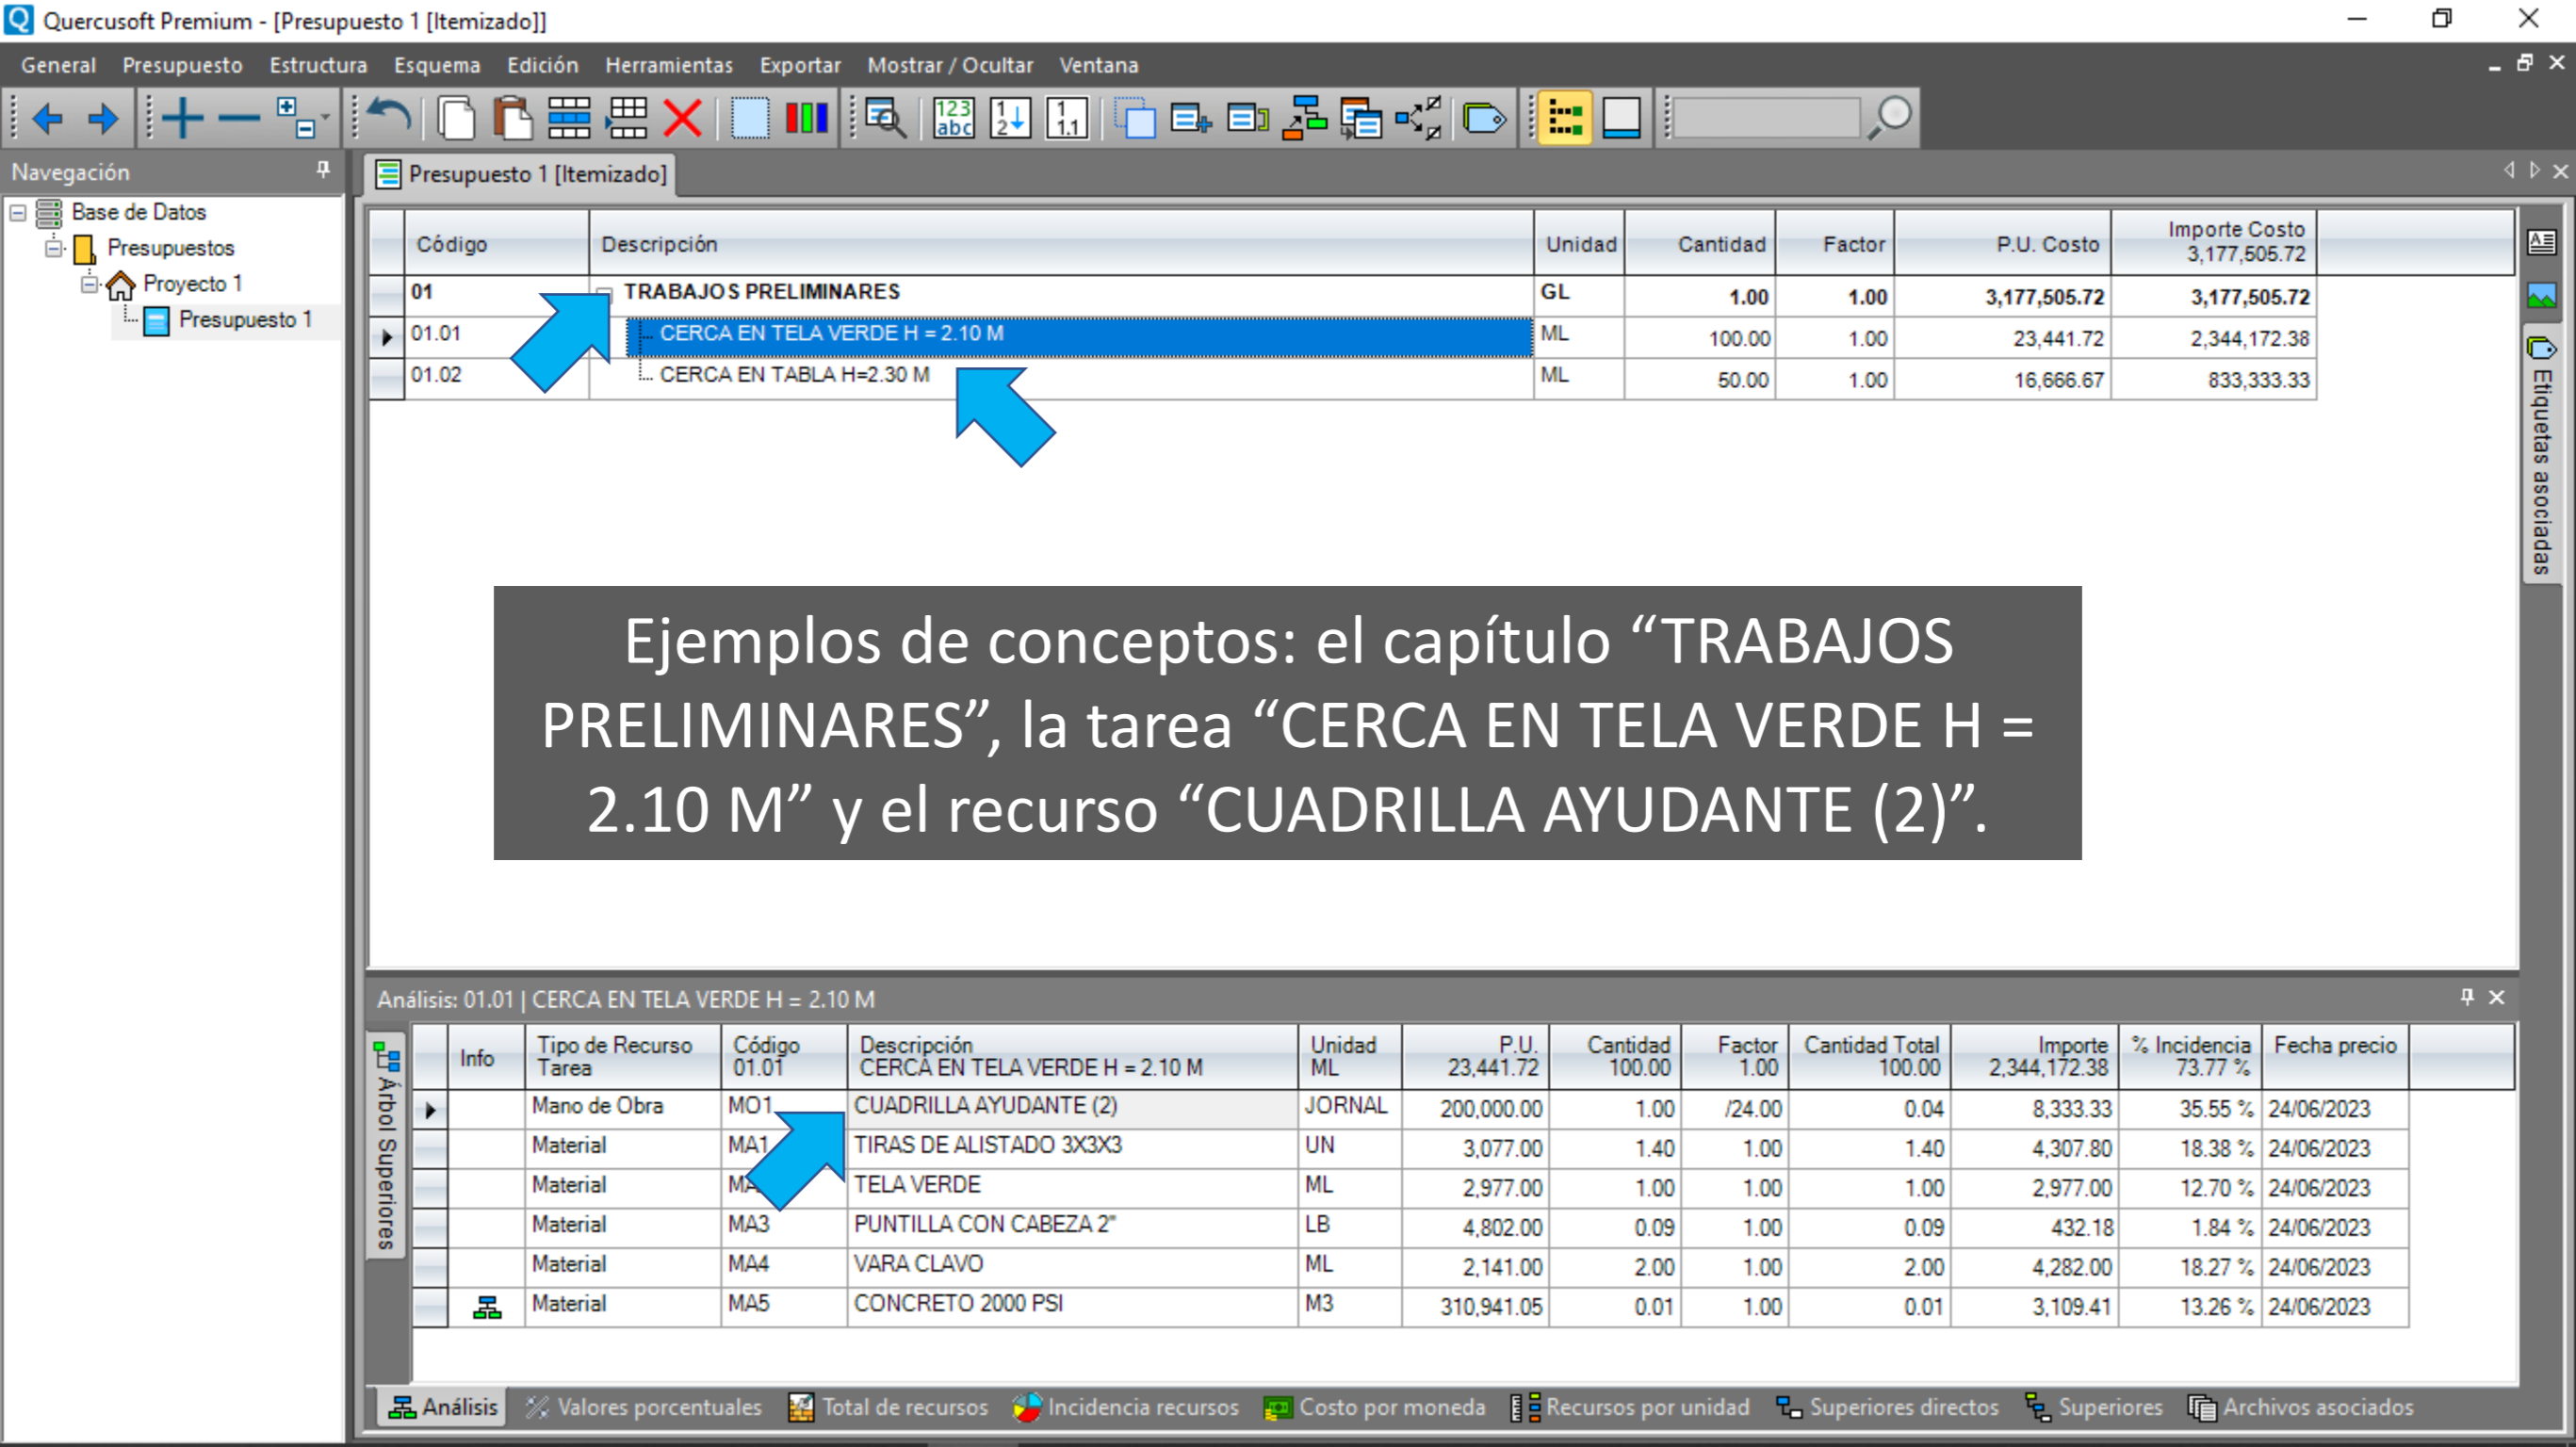 Quercusoft Premium - [Presupuesto 1 [Itemizado]]
General Presupuesto Estructura Esquema Edición Herramientas Exportar Mostrar / Ocultar Ventana
123
abc
1
2
1
1.1
Navegación
Presupuesto 1 [Itemizado]
Base de Datos
Presupuestos
Proyecto 1
Presupuesto 1
Código Descripción Unidad Cantidad Factor P.U. Costo Importe Costo
3,177,505.72
01 TRABAJOS PRELIMINARES GL 1.00 1.00 3,177,505.72 3,177,505.72
01.01 CERCA EN TELA VERDE H = 2.10 M ML 100.00 1.00 23,441.72 2,344,172.38
01.02 CERCA EN TABLA H=2.30 M ML 50.00 1.00 16,666.67 833,333.33
Etiquetas asociadas
Ejemplos de conceptos: el capítulo “TRABAJOS
PRELIMINARES”, la tarea “CERCA EN TELA VERDE H =
2.10 M” y el recurso “CUADRILLA AYUDANTE (2)”.
Análisis: 01.01 | CERCA EN TELA VERDE H = 2.10 M
Árbol Superiores
Info Tipo de Recurso Código Descripción Unidad P.U. Cantidad Factor Cantidad Total Importe % Incidencia Fecha precio
Tarea 01.01 CERCA EN TELA VERDE H = 2.10 M ML 23,441.72 100.00 1.00 100.00 2,344,172.38 73.77 %
Mano de Obra MO1 CUADRILLA AYUDANTE (2) JORNAL 200,000.00 1.00 /24.00 0.04 8,333.33 35.55 % 24/06/2023
Material MA1 TIRAS DE ALISTADO 3X3X3 UN 3,077.00 1.40 1.00 1.40 4,307.80 18.38 % 24/06/2023
Material TELA VERDE ML 2,977.00 1.00 1.00 1.00 2,977.00 12.70 % 24/06/2023
Material MA3 PUNTILLA CON CABEZA 2" LB 4,802.00 0.09 1.00 0.09 432.18 1.84 % 24/06/2023
Material MA4 VARA CLAVO ML 2,141.00 2.00 1.00 2.00 4,282.00 18.27 % 24/06/2023
Material MA5 CONCRETO 2000 PSI M3 310,941.05 0.01 1.00 0.01 3,109.41 13.26 % 24/06/2023
Análisis Valores porcentuales Total de recursos Incidencia recursos Costo por moneda Recursos por unidad Superiores directos Superiores Archivos asociados